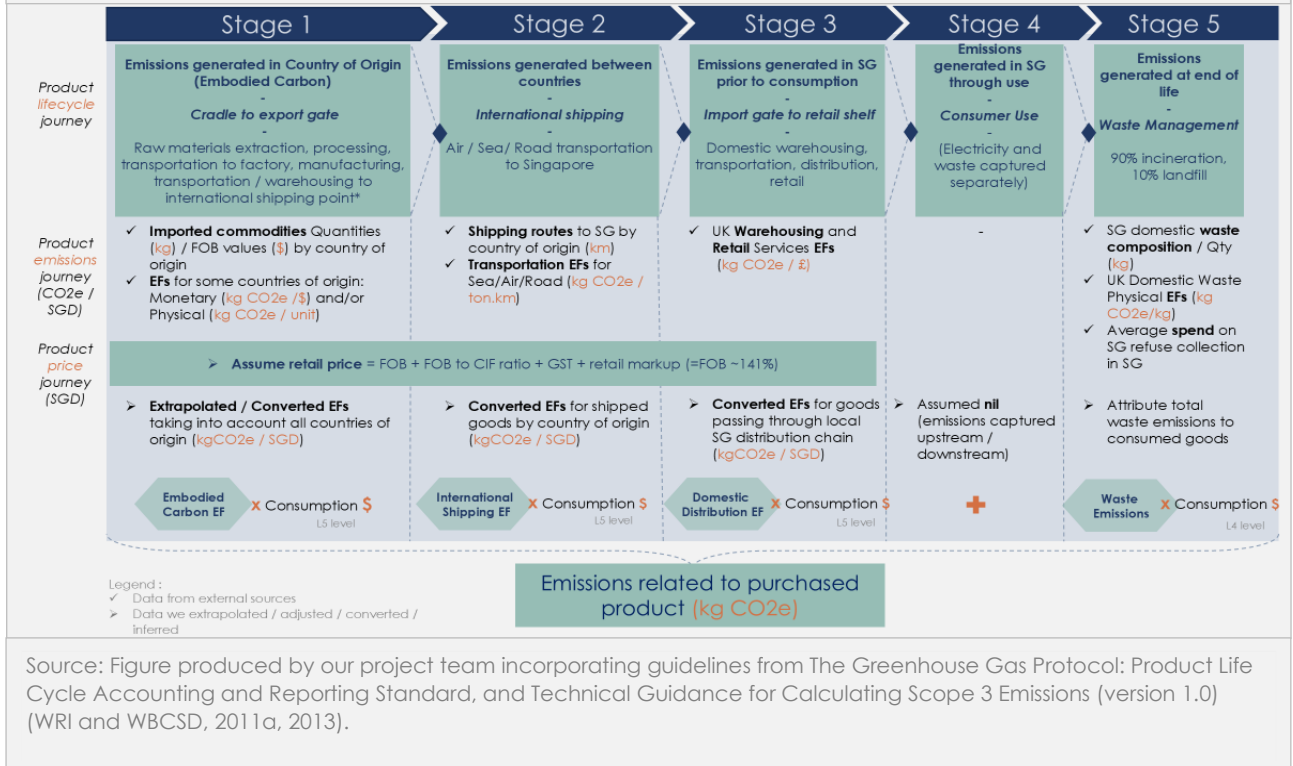 Stage 1
Stage 2
Stage 3
Stage 4
Stage 5
Product
lifecycle
journey
Emissions generated in Country of Origin
(Embodied Carbon)
-
Cradle to export gate
-
Raw materials extraction, processing,
transportation to factory, manufacturing,
transportation / warehousing to
international shipping point*
Emissions generated between
countries
-
International shipping
-
Air / Sea/ Road transportation
to Singapore
Emissions generated in SG
prior to consumption
-
Import gate to retail shelf
-
Domestic warehousing,
transportation, distribution,
retail
Emissions
generated in SG
through use
-
Consumer Use
-
(Electricity and
waste captured
separately)
Emissions
generated at end of
life
-
Waste Management
90% incineration,
10% landfill
Product
emissions
journey
(CO2e /
SGD)
✓ Imported commodities Quantities
(kg) / FOB values ($) by country of
origin
✓ EFs for some countries of origin:
Monetary (kg CO2e /$) and/or
Physical (kg CO2e / unit)
✓ Shipping routes to SG by
country of origin (km)
✓ Transportation EFs for
Sea/Air/Road (kg CO2e /
ton.km)
✓ UK Warehousing and
Retail Services EFs
(kg CO2e / £)
-
✓ SG domestic waste
composition / Qty
(kg)
✓ UK Domestic Waste
Physical EFs (kg
CO2e/kg)
✓ Average spend on
SG refuse collection
in SG
Product
price
journey
(SGD)
➢ Assume retail price = FOB + FOB to CIF ratio + GST + retail markup (=FOB ~141%)
➢ Extrapolated / Converted EFs
taking into account all countries of
origin (kgCO2e / SGD)
➢ Converted EFs for shipped
goods by country of origin
(kgCO2e / SGD)
➢ Converted EFs for goods
passing through local
SG distribution chain
(kgCO2e / SGD)
➢ Assumed nil
(emissions captured
upstream /
downstream)
➢ Attribute total
waste emissions to
consumed goods
Embodied
Carbon EF
x Consumption $
L5 level
International
Shipping EF
x Consumption $
L5 level
Domestic
Distribution EF
x Consumption $
L5 level
+
Waste
Emissions
x Consumption $
L4 level
Emissions related to purchased
product (kg CO2e)
Legend :
✓ Data from external sources
➢ Data we extrapolated / adjusted / converted /
inferred
Source: Figure produced by our project team incorporating guidelines from The Greenhouse Gas Protocol: Product Life
Cycle Accounting and Reporting Standard, and Technical Guidance for Calculating Scope 3 Emissions (version 1.0)
(WRI and WBCSD, 2011a, 2013).